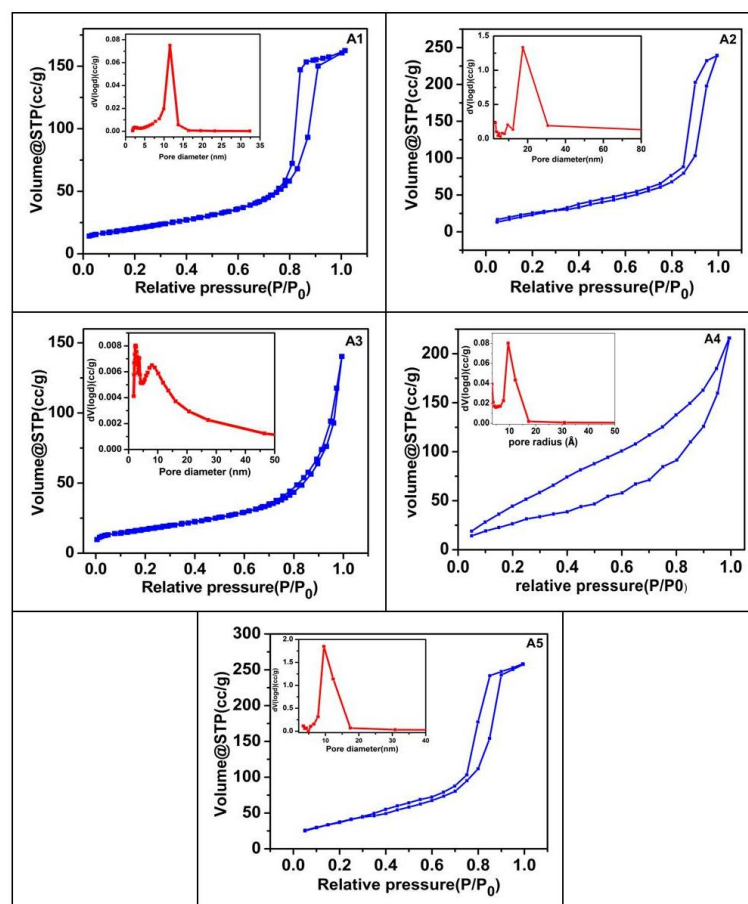 A1
Volume@STP(cc/g)
150
100
50
0
0.0 0.2 0.4 0.6 0.8 1.0
Relative pressure(P/P0)
dV(logd)(cc/g)
0.08
0.06
0.04
0.02
0.00
0 5 10 15 20 25 30 35
Pore diameter (nm)
A2
Volume@STP(cc/g)
250
200
150
100
50
0
0.0 0.2 0.4 0.6 0.8 1.0
Relative pressure(P/P0)
dV(logd)(cc/g)
1.5
1.0
0.5
0.0
20 40 60 80
Pore diameter(nm)
A3
Volume@STP(cc/g)
150
100
50
0
0.0 0.2 0.4 0.6 0.8 1.0
Relative pressure(P/P0)
dV(logd)(cc/g)
0.008
0.006
0.004
0.002
0.000
0 10 20 30 40 50
Pore diameter (nm)
A4
volume@STP(cc/g)
200
150
100
50
0
0.0 0.2 0.4 0.6 0.8 1.0
relative pressure(P/P0)
dV(logd)(cc/g)
0.08
0.06
0.04
0.02
0.00
10 20 30 40 50
pore radius (Å)
A5
Volume@STP(cc/g)
300
250
200
150
100
50
0
0.0 0.2 0.4 0.6 0.8 1.0
Relative pressure(P/P0)
dV(logd)(cc/g)
2.0
1.5
1.0
0.5
0.0
10 20 30 40
Pore diameter(nm)